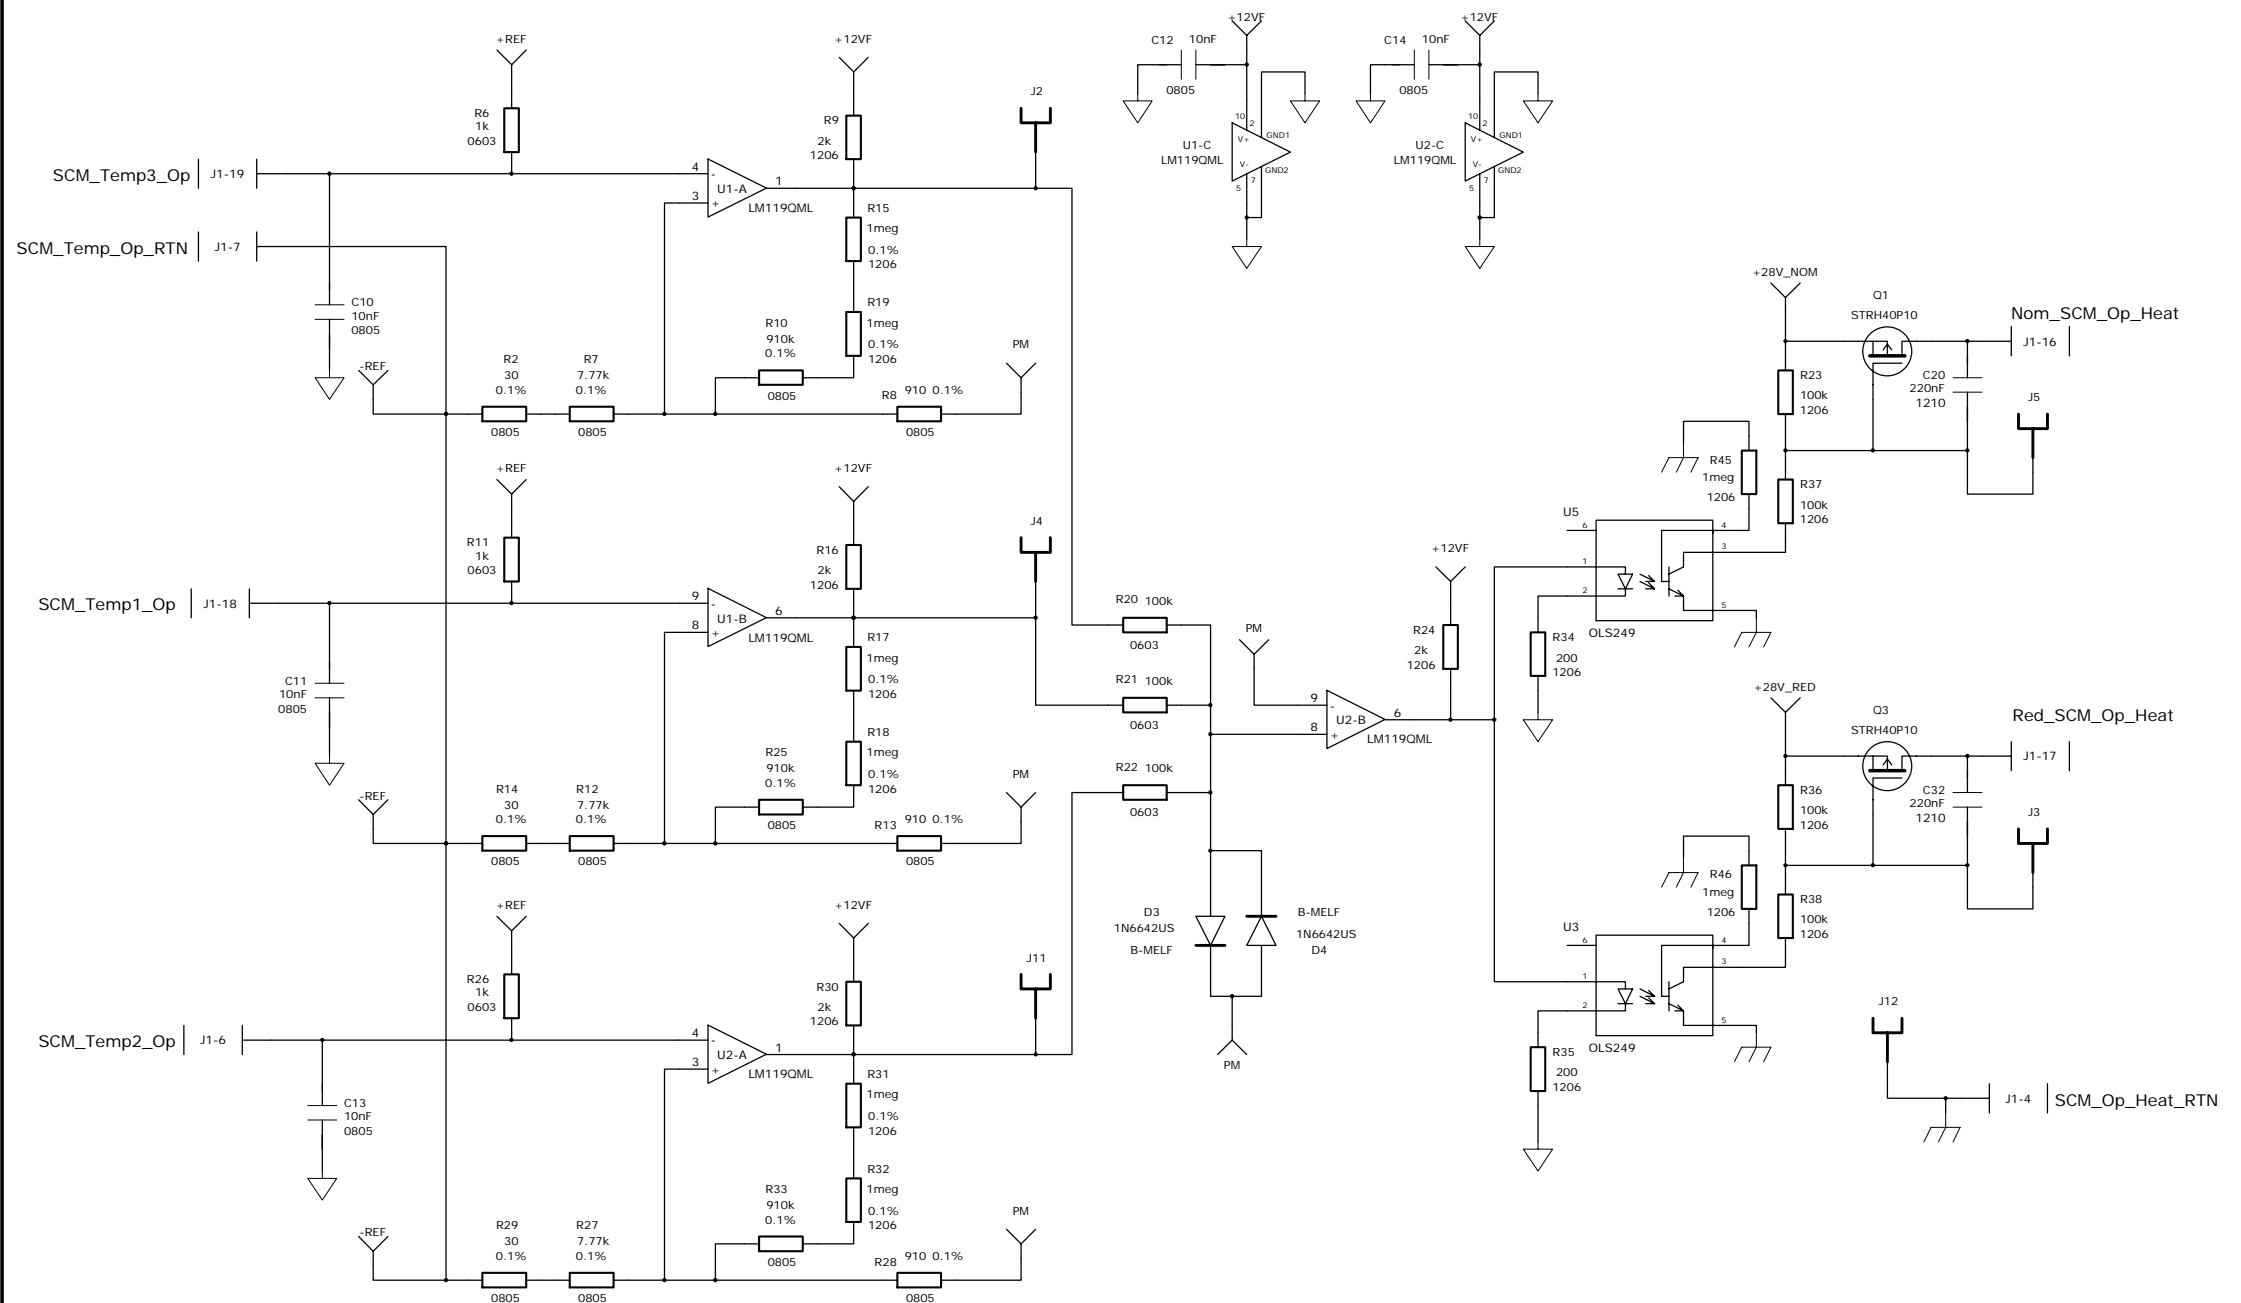 +12VF
C12 10nF
0805
10
2
GND1
V+
U1-C
LM119QML
V-
GND2
5
7
+12VF
C14 10nF
0805
10
2
GND1
V+
U2-C
LM119QML
V-
GND2
5
7
+REF
R6
1k
0603
+12VF
R9
2k
1206
J2
SCM_Temp3_Op J1-19
4
-
3
+
U1-A
1
LM119QML
SCM_Temp_Op_RTN J1-7
R15
1meg
0.1%
1206
C10
10nF
0805
R19
1meg
0.1%
1206
R10
910k
0.1%
0805
-REF
R2
30
0.1%
0805
R7
7.77k
0.1%
0805
R8 910 0.1%
0805
PM
+REF
R11
1k
0603
+12VF
R16
2k
1206
J4
SCM_Temp1_Op J1-18
9
-
8
+
U1-B
6
LM119QML
R17
1meg
0.1%
1206
C11
10nF
0805
R18
1meg
0.1%
1206
R25
910k
0.1%
0805
-REF
R14
30
0.1%
0805
R12
7.77k
0.1%
0805
R13 910 0.1%
0805
PM
+REF
R26
1k
0603
+12VF
R30
2k
1206
J11
SCM_Temp2_Op J1-6
4
-
3
+
U2-A
1
LM119QML
R31
1meg
0.1%
1206
C13
10nF
0805
R32
1meg
0.1%
1206
R33
910k
0.1%
0805
-REF
R29
30
0.1%
0805
R27
7.77k
0.1%
0805
R28 910 0.1%
0805
PM
R20 100k
0603
R21 100k
0603
R22 100k
0603
PM
9
-
8
+
U2-B
6
LM119QML
+12VF
R24
2k
1206
D3
1N6642US
B-MELF
B-MELF
1N6642US
D4
PM
+28V_NOM
Q1
STRH40P10
Nom_SCM_Op_Heat
J1-16
R23
100k
1206
C20
220nF
1210
J5
R45
1meg
1206
R37
100k
1206
U5
6
1
2
4
3
5
OLS249
R34
200
1206
+28V_RED
Q3
STRH40P10
Red_SCM_Op_Heat
J1-17
R36
100k
1206
C32
220nF
1210
J3
R46
1meg
1206
R38
100k
1206
U3
6
1
2
4
3
5
OLS249
R35
200
1206
J12
J1-4 SCM_Op_Heat_RTN